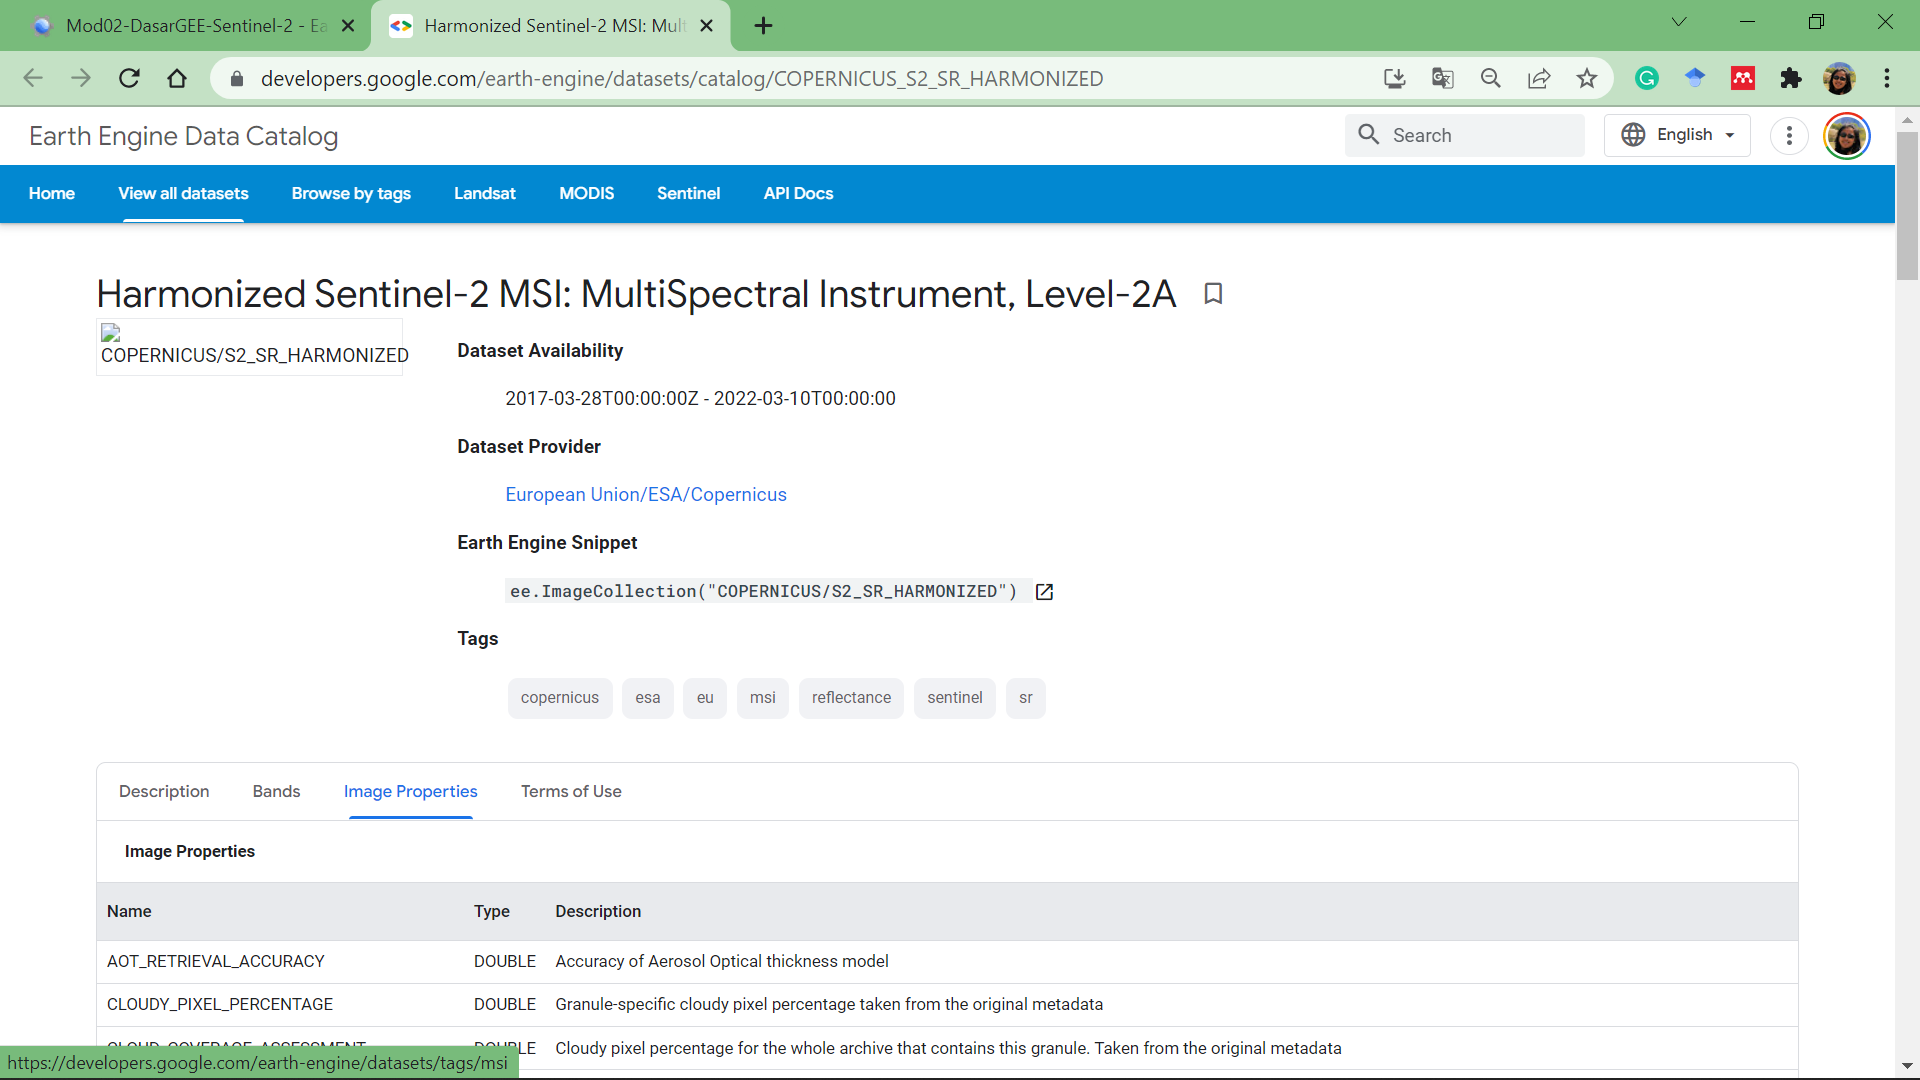 Mod02-DasarGEE-Sentinel-2 - Ea
Harmonized Sentinel-2 MSI: Mult
developers.google.com/earth-engine/datasets/catalog/COPERNICUS_S2_SR_HARMONIZED
Earth Engine Data Catalog
Search
English
Home View all datasets Browse by tags Landsat MODIS Sentinel API Docs
Harmonized Sentinel-2 MSI: MultiSpectral Instrument, Level-2A
COPERNICUS/S2_SR_HARMONIZED
Dataset Availability
2017-03-28T00:00:00Z - 2022-03-10T00:00:00
Dataset Provider
European Union/ESA/Copernicus
Earth Engine Snippet
ee.ImageCollection("COPERNICUS/S2_SR_HARMONIZED")
Tags
copernicus esa eu msi reflectance sentinel sr
Description Bands Image Properties Terms of Use
Image Properties
Name Type Description
AOT_RETRIEVAL_ACCURACY DOUBLE Accuracy of Aerosol Optical thickness model
CLOUDY_PIXEL_PERCENTAGE DOUBLE Granule-specific cloudy pixel percentage taken from the original metadata
CLOUD_COVERAGE_ASSESSMENT DOUBLE Cloudy pixel percentage for the whole archive that contains this granule. Taken from the original metadata
https://developers.google.com/earth-engine/datasets/tags/msi